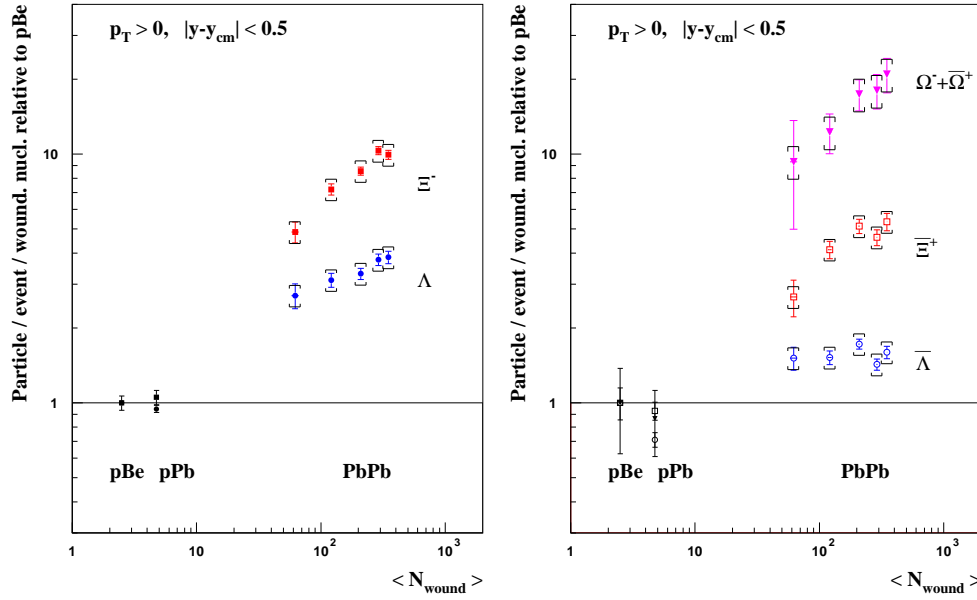 Particle / event / wound. nucl. relative to pBe
p_T > 0, |y-y_cm| < 0.5
10
1
Ξ⁻
Λ
pBe pPb PbPb
1 10 10² 10³
< N_wound >
Particle / event / wound. nucl. relative to pBe
p_T > 0, |y-y_cm| < 0.5
10
1
Ω⁻+Ω̅⁺
Ξ̅⁺
Λ̅
pBe pPb PbPb
1 10 10² 10³
< N_wound >